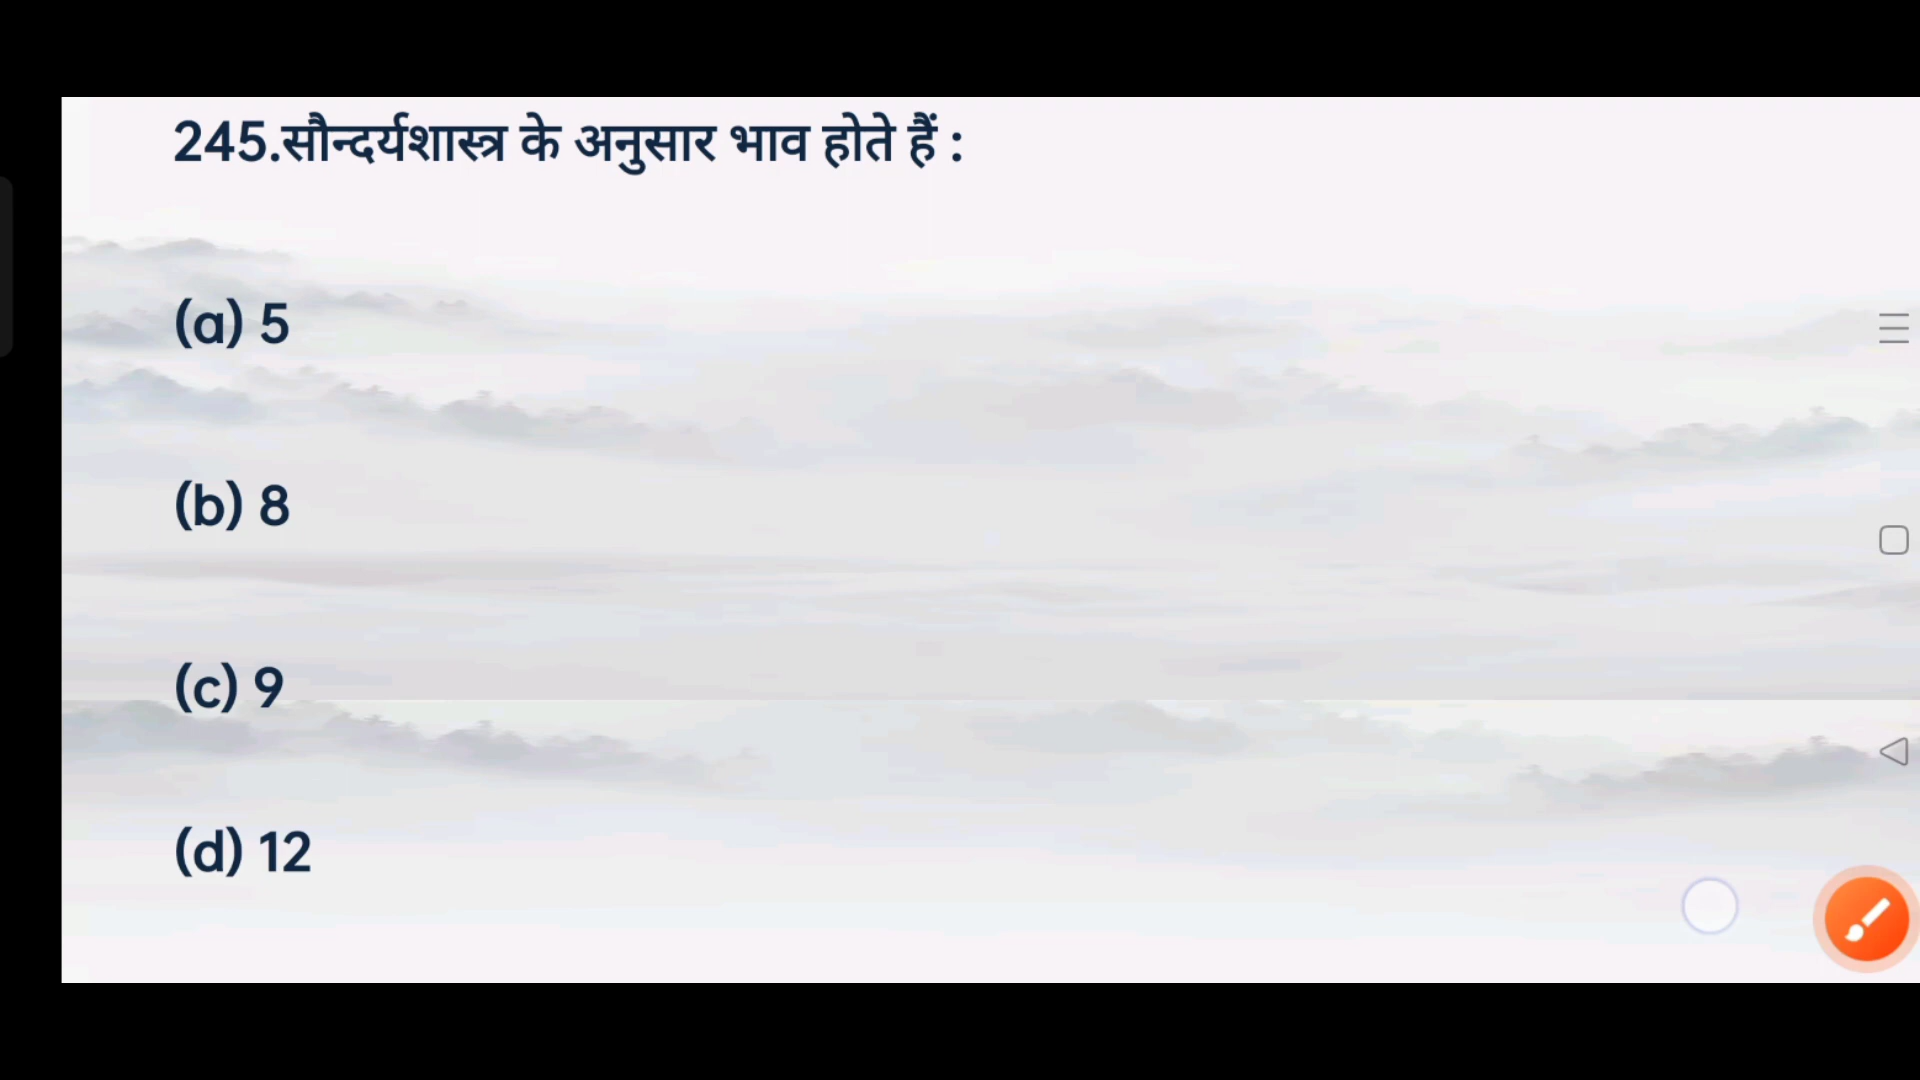 245.सौन्दर्यशास्त्र के अनुसार भाव होते हैं :
(a) 5
(b) 8
(c) 9
(d) 12